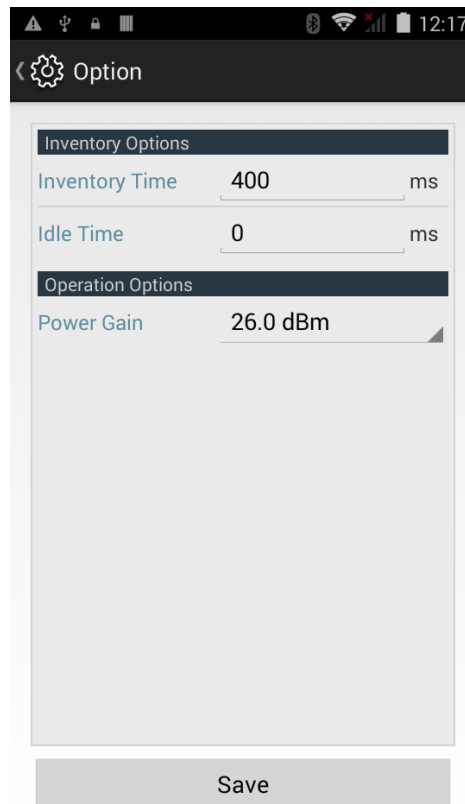 12:17
Option
Inventory Options
Inventory Time 400 ms
Idle Time 0 ms
Operation Options
Power Gain 26.0 dBm
Save